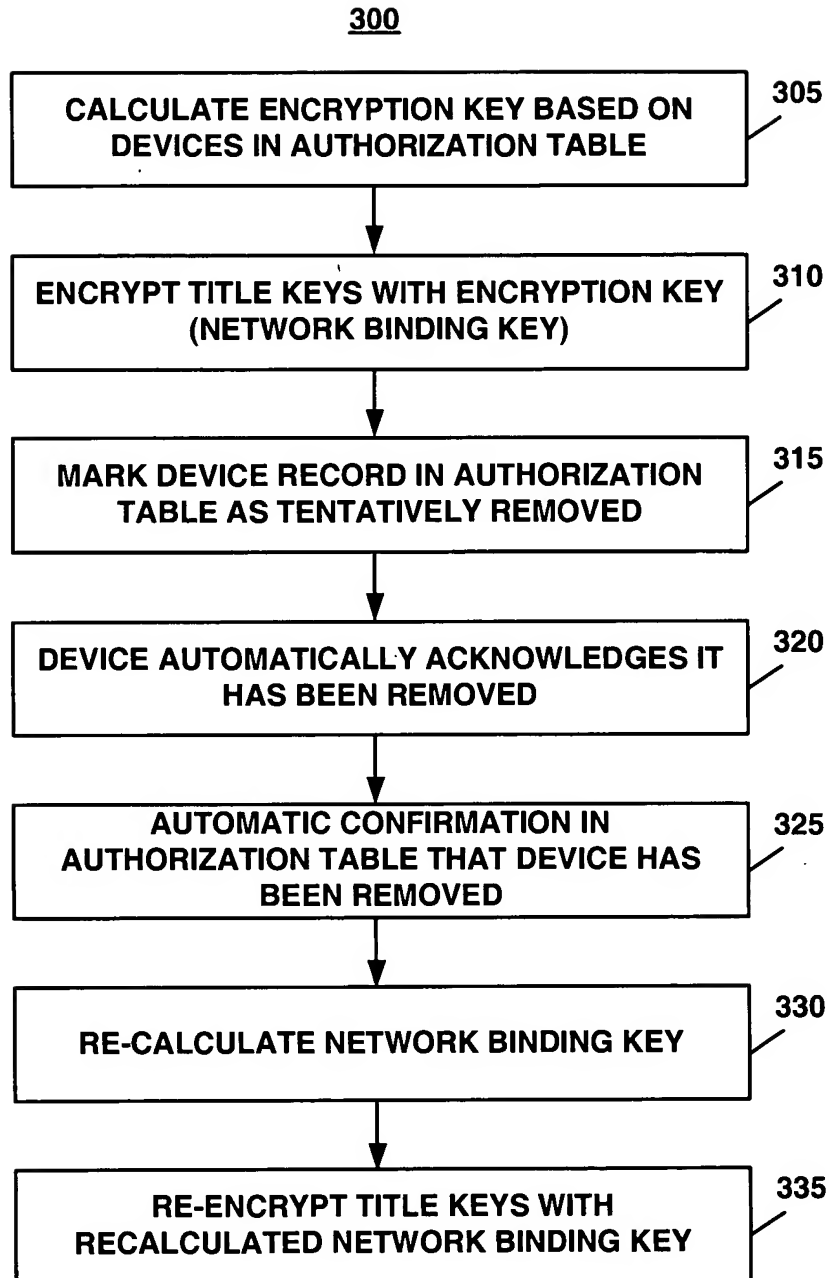 300
CALCULATE ENCRYPTION KEY BASED ON
DEVICES IN AUTHORIZATION TABLE
305
ENCRYPT TITLE KEYS WITH ENCRYPTION KEY
(NETWORK BINDING KEY)
310
MARK DEVICE RECORD IN AUTHORIZATION
TABLE AS TENTATIVELY REMOVED
315
DEVICE AUTOMATICALLY ACKNOWLEDGES IT
HAS BEEN REMOVED
320
AUTOMATIC CONFIRMATION IN
AUTHORIZATION TABLE THAT DEVICE HAS
BEEN REMOVED
325
RE-CALCULATE NETWORK BINDING KEY
330
RE-ENCRYPT TITLE KEYS WITH
RECALCULATED NETWORK BINDING KEY
335